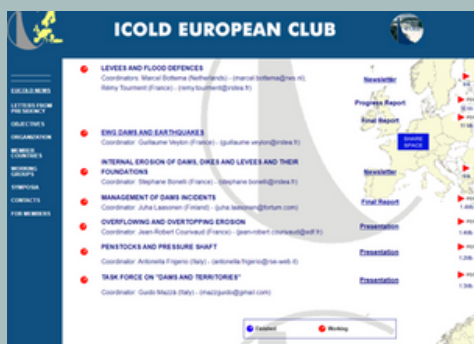 ICOLD EUROPEAN CLUB
EUCOLD NEWS
LETTERS FROM PRESIDENCY
OBJECTIVES
ORGANIZATION
MEMBER COUNTRIES
WORKING GROUPS
SYMPOSIA
CONTACTS
FOR MEMBERS
LEVEES AND FLOOD DEFENCES
Coordinators: Marcel Bottema (Netherlands) - (marcel.bottema@rws.nl);
Rémy Tourment (France) - (remy.tourment@irstea.fr)
Newsletter
Progress Report
Final Report
EWG DAMS AND EARTHQUAKES
Coordinator: Guillaume Veylon (France) - (guillaume.veylon@irstea.fr)
SHARE SPACE
INTERNAL EROSION OF DAMS, DIKES AND LEVEES AND THEIR
FOUNDATIONS
Coordinator: Stephane Bonelli (France) - (stephane.bonelli@irstea.fr)
Newsletter
MANAGEMENT OF DAMS INCIDENTS
Coordinator: Juha Laasonen (Finland) - (juha.laasonen@fortum.com)
Final Report
OVERFLOWING AND OVERTOPPING EROSION
Coordinator: Jean-Robert Courivaud (France) - (jean-robert.courivaud@edf.fr)
Presentation
PENSTOCKS AND PRESSURE SHAFT
Coordinator: Antonella Frigerio (Italy) - (antonella.frigerio@rse-web.it)
Presentation
TASK FORCE ON "DAMS AND TERRITORIES"
Coordinator: Guido Mazzà (Italy) - (mazzguido@gmail.com)
Presentation
Finished
Working